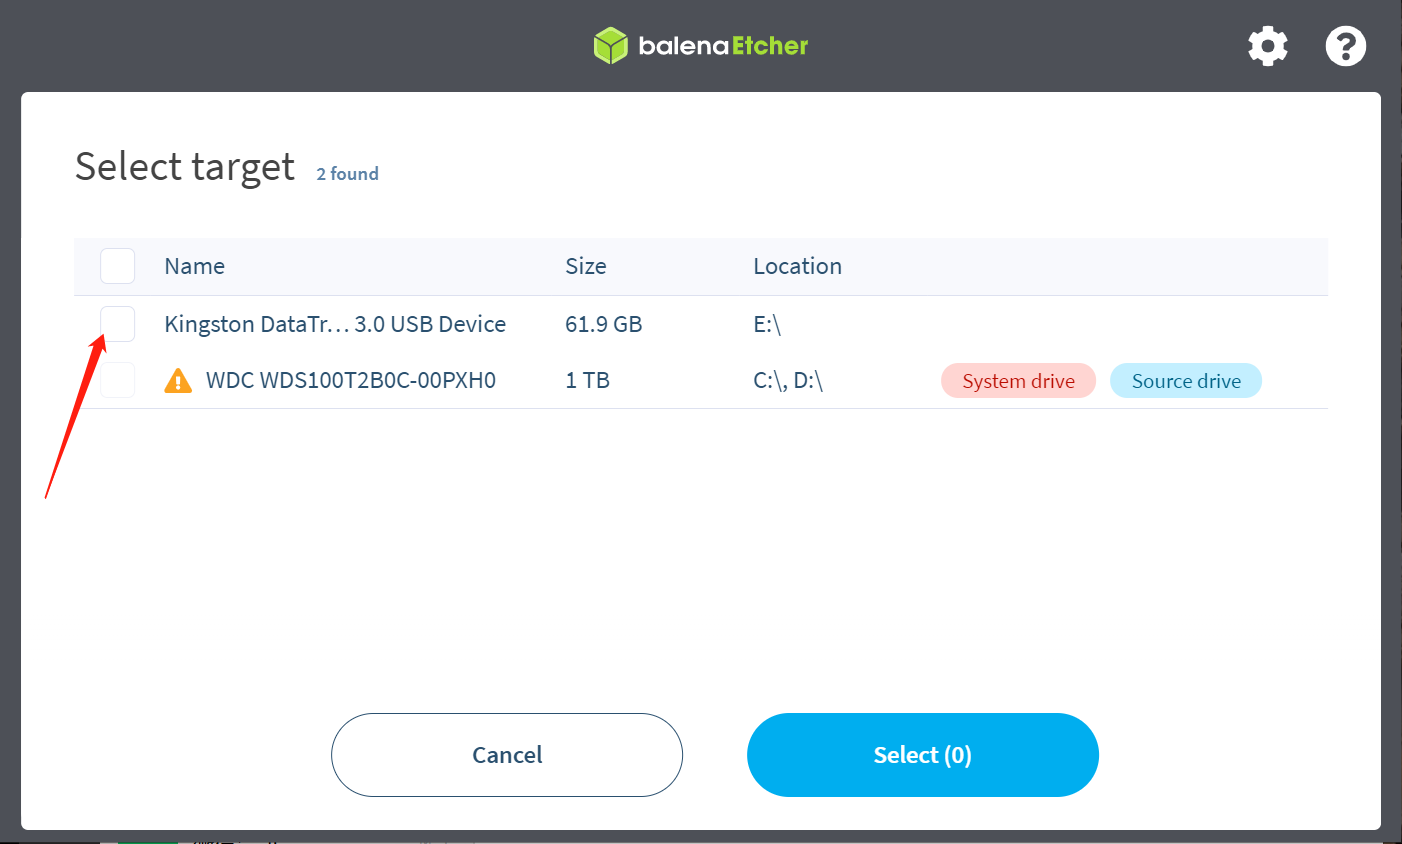 balenaEtcher
Select target 2 found
Name Size Location
Kingston DataTr... 3.0 USB Device 61.9 GB E:\
WDC WDS100T2B0C-00PXH0 1 TB C:\, D:\ System drive Source drive
Cancel Select (0)